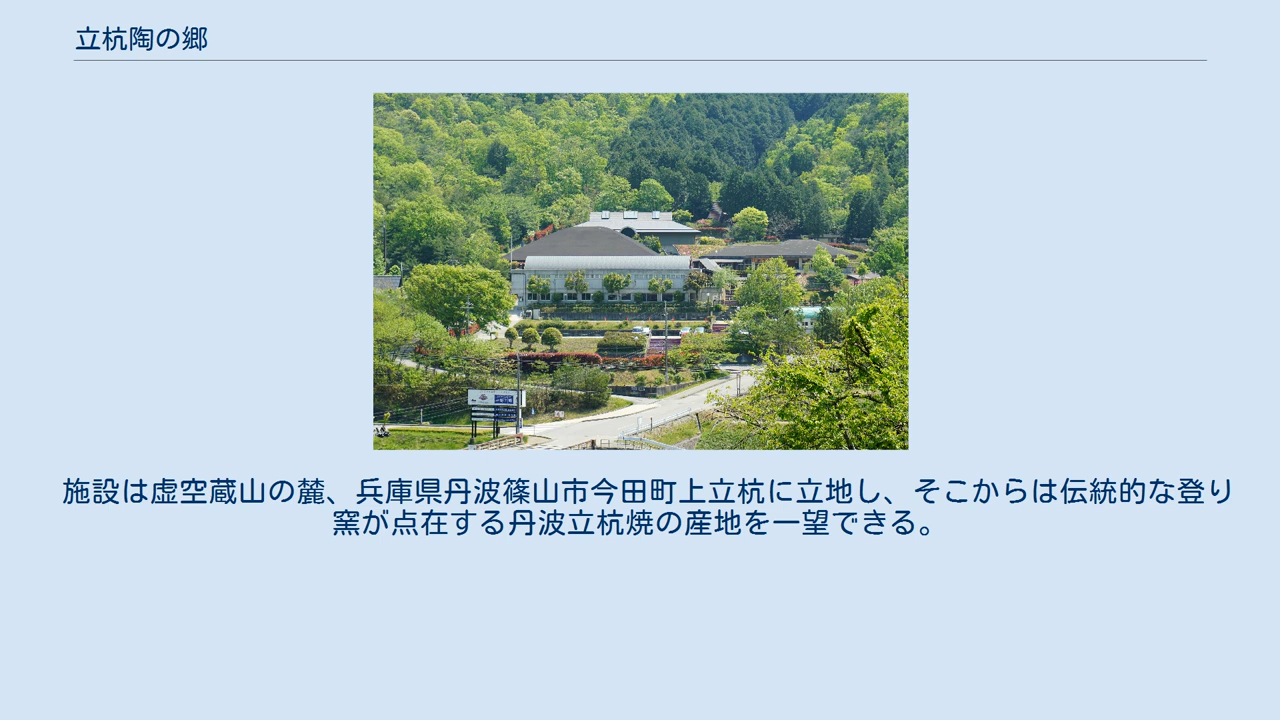 立杭陶の郷
施設は虚空蔵山の麓、兵庫県丹波篠山市今田町上立杭に立地し、そこからは伝統的な登り
窯が点在する丹波立杭焼の産地を一望できる。